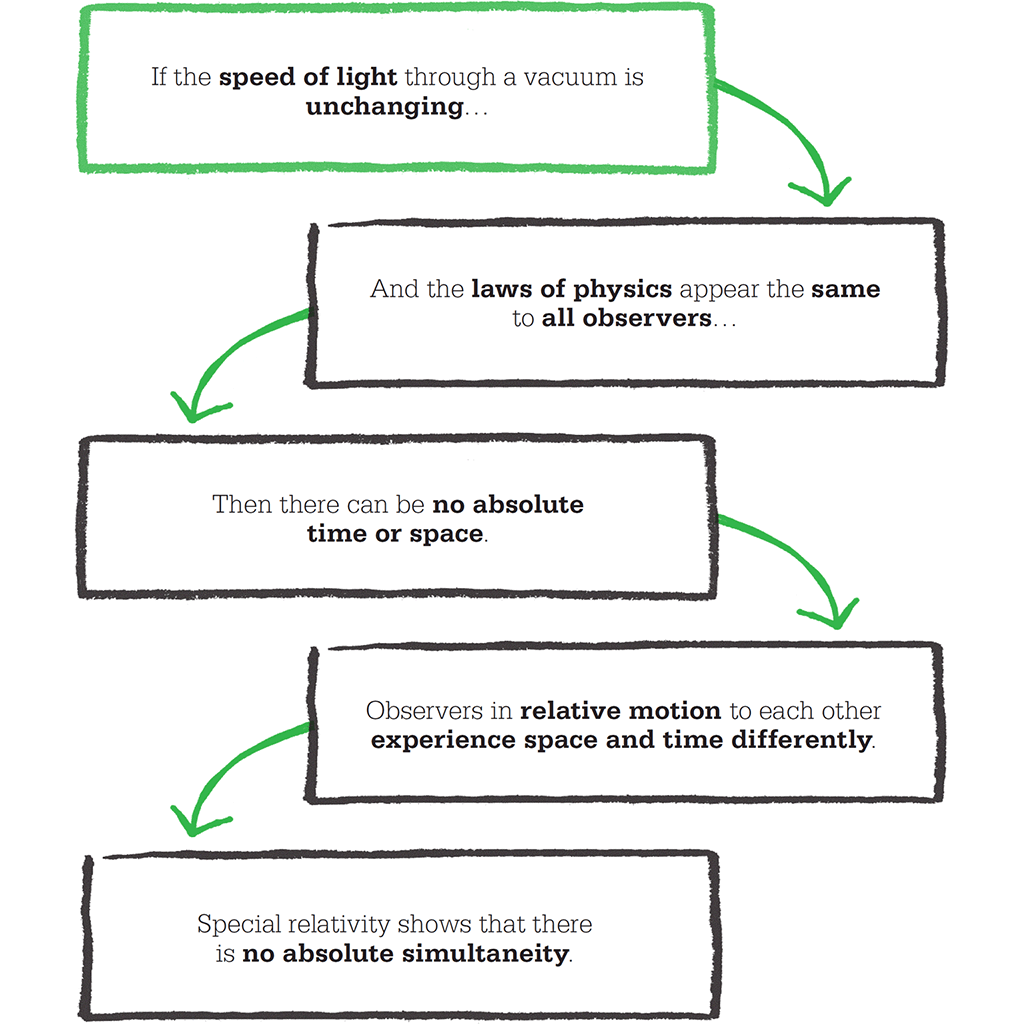 If the speed of light through a vacuum is
unchanging…
And the laws of physics appear the same
to all observers…
Then there can be no absolute
time or space.
Observers in relative motion to each other
experience space and time differently.
Special relativity shows that there
is no absolute simultaneity.